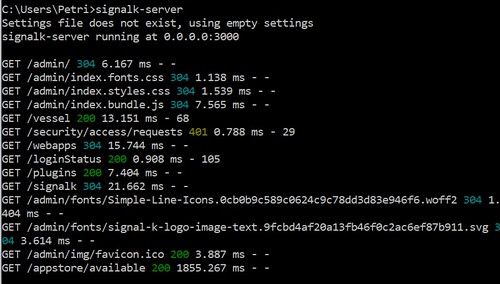 C:\Users\Petri>signalk-server
Settings file does not exist, using empty settings
signalk-server running at 0.0.0.0:3000
GET /admin/ 304 6.167 ms - -
GET /admin/index.fonts.css 304 1.138 ms - -
GET /admin/index.styles.css 304 1.539 ms - -
GET /admin/index.bundle.js 304 7.565 ms - -
GET /vessel 200 13.151 ms - 68
GET /security/access/requests 401 0.788 ms - 29
GET /webapps 304 15.744 ms - -
GET /loginStatus 200 0.908 ms - 105
GET /plugins 200 7.404 ms - -
GET /signalk 304 21.662 ms - -
GET /admin/fonts/Simple-Line-Icons.0cb0b9c589c0624c9c78dd3d83e946f6.woff2 304 1.
404 ms - -
GET /admin/fonts/signal-k-logo-image-text.9fcbd4af20a13fb46f0c2ac6ef87b911.svg 3
04 3.614 ms - -
GET /admin/img/favicon.ico 200 3.887 ms - -
GET /appstore/available 200 1855.267 ms - -